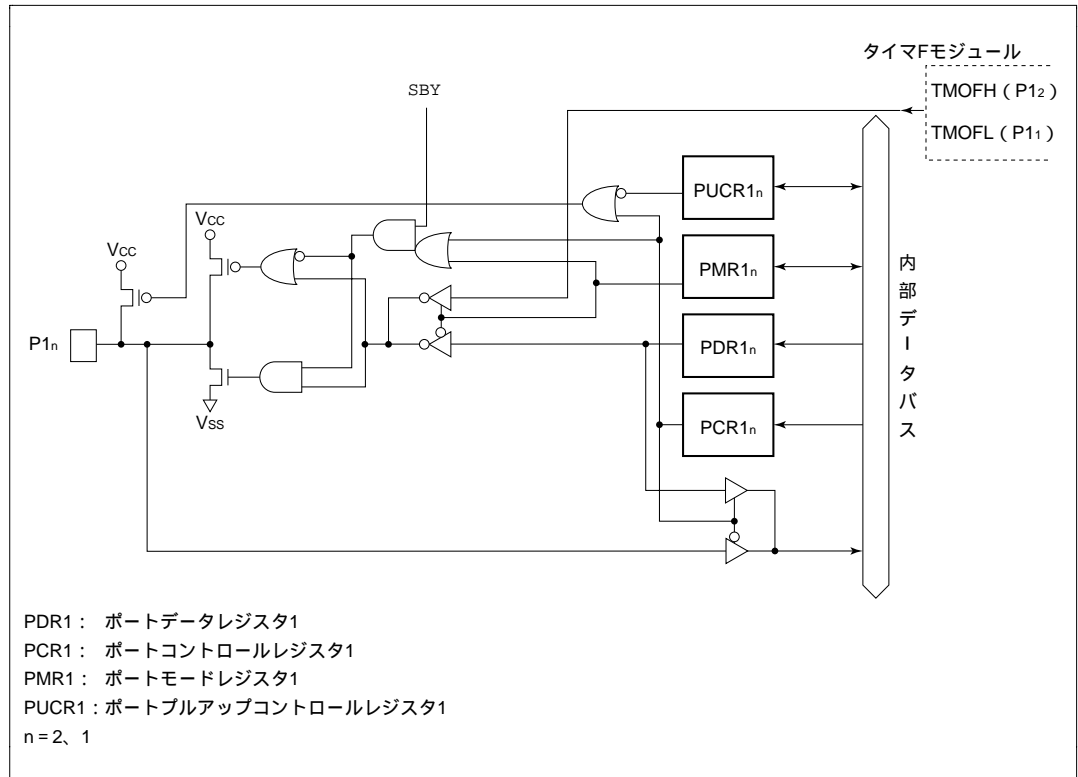 タイマFモジュール
TMOFH(P12)
TMOFL(P11)
SBY
PUCR1n
VCC
VCC
PMR1n
内部データバス
P1n
PDR1n
VSS
PCR1n
PDR1: ポートデータレジスタ1
PCR1: ポートコントロールレジスタ1
PMR1: ポートモードレジスタ1
PUCR1:ポートプルアップコントロールレジスタ1
n = 2、1